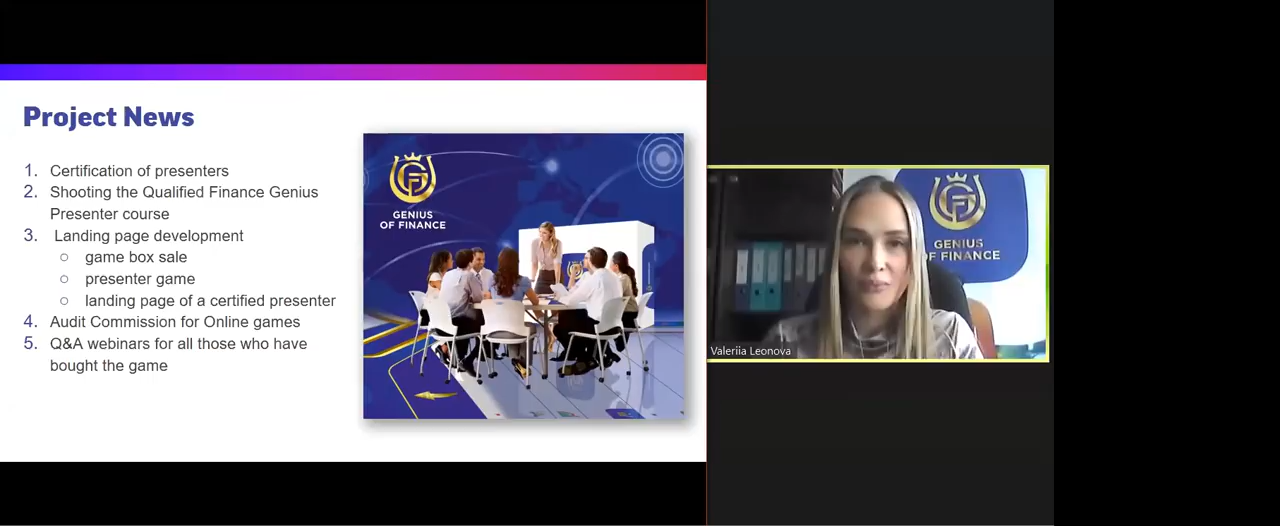 Project News
1. Certification of presenters
2. Shooting the Qualified Finance Genius
Presenter course
3. Landing page development
○ game box sale
○ presenter game
○ landing page of a certified presenter
4. Audit Commission for Online games
5. Q&A webinars for all those who have
bought the game
GENIUS
OF FINANCE
GENIUS
OF FINANCE
Valeriia Leonova